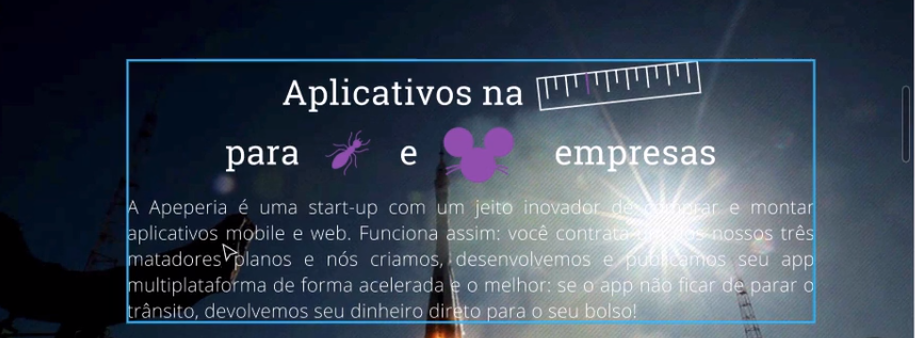 Aplicativos na
para e empresas
A Apeperia é uma start-up com um jeito inovador de comprar e montar
aplicativos mobile e web. Funciona assim: você contrata um dos nossos três
matadores planos e nós criamos, desenvolvemos e publicamos seu app
multiplataforma de forma acelerada e o melhor: se o app não ficar de parar o
trânsito, devolvemos seu dinheiro direto para o seu bolso!